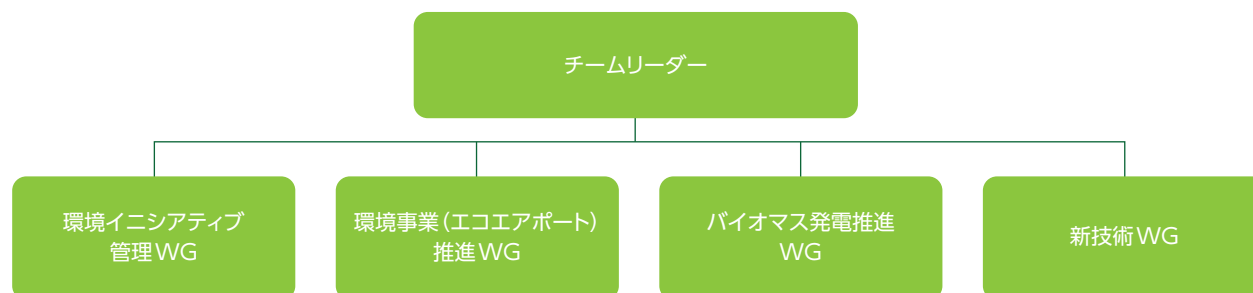 チームリーダー
環境イニシアティブ
管理WG
環境事業（エコエアポート）
推進WG
バイオマス発電推進
WG
新技術WG